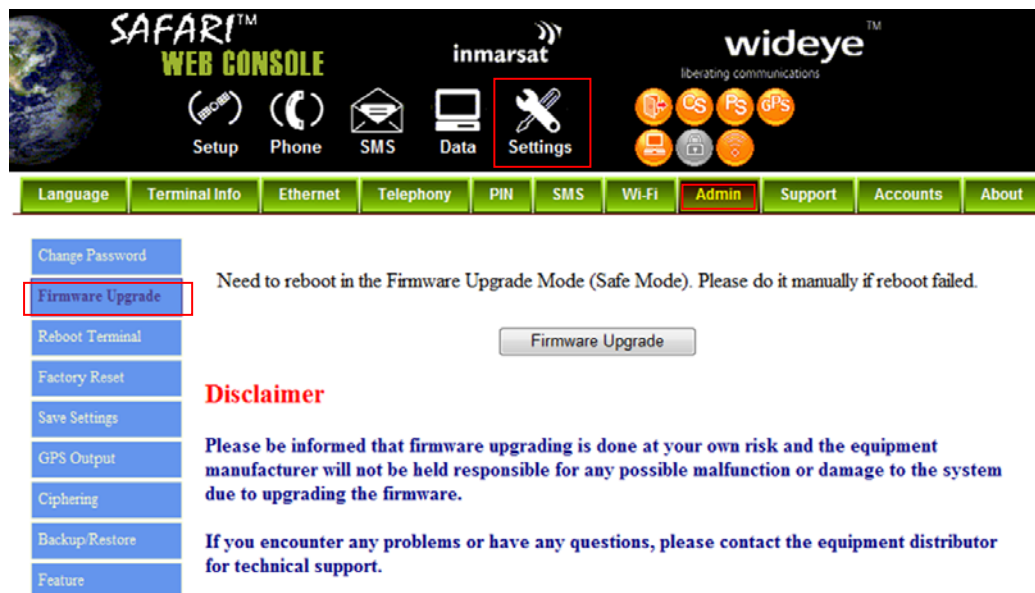 SAFARI™
WEB CONSOLE
inmarsat
wideye™
liberating communications
Setup
Phone
SMS
Data
Settings
CS
PS
GPS
Language
Terminal Info
Ethernet
Telephony
PIN
SMS
Wi-Fi
Admin
Support
Accounts
About
Change Password
Firmware Upgrade
Reboot Terminal
Factory Reset
Save Settings
GPS Output
Ciphering
Backup/Restore
Feature
Need to reboot in the Firmware Upgrade Mode (Safe Mode). Please do it manually if reboot failed.
Firmware Upgrade
Disclaimer
Please be informed that firmware upgrading is done at your own risk and the equipment
manufacturer will not be held responsible for any possible malfunction or damage to the system
due to upgrading the firmware.
If you encounter any problems or have any questions, please contact the equipment distributor
for technical support.